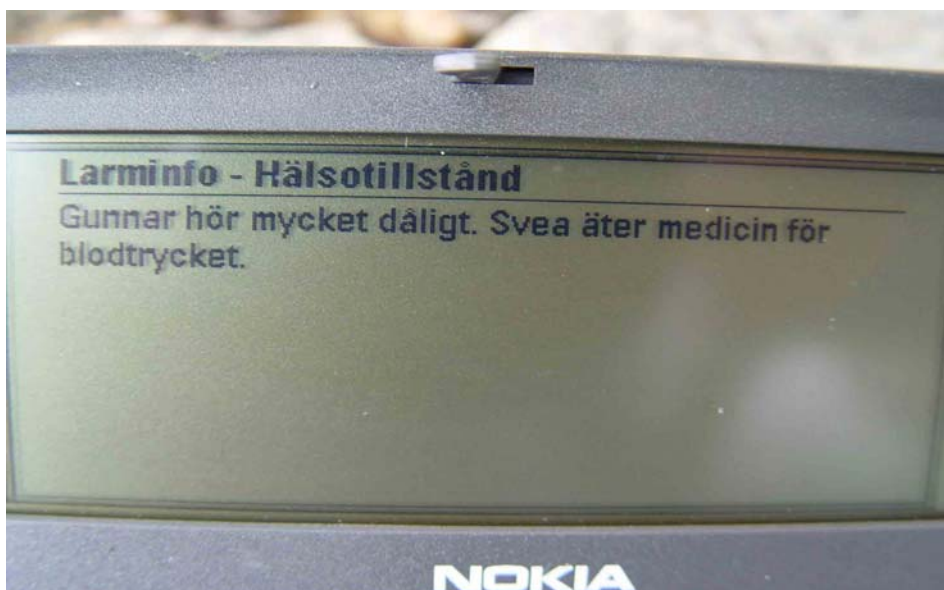 Larminfo - Hälsotillstånd
Gunnar hör mycket dåligt. Svea äter medicin för
blodtrycket.
NOKIA